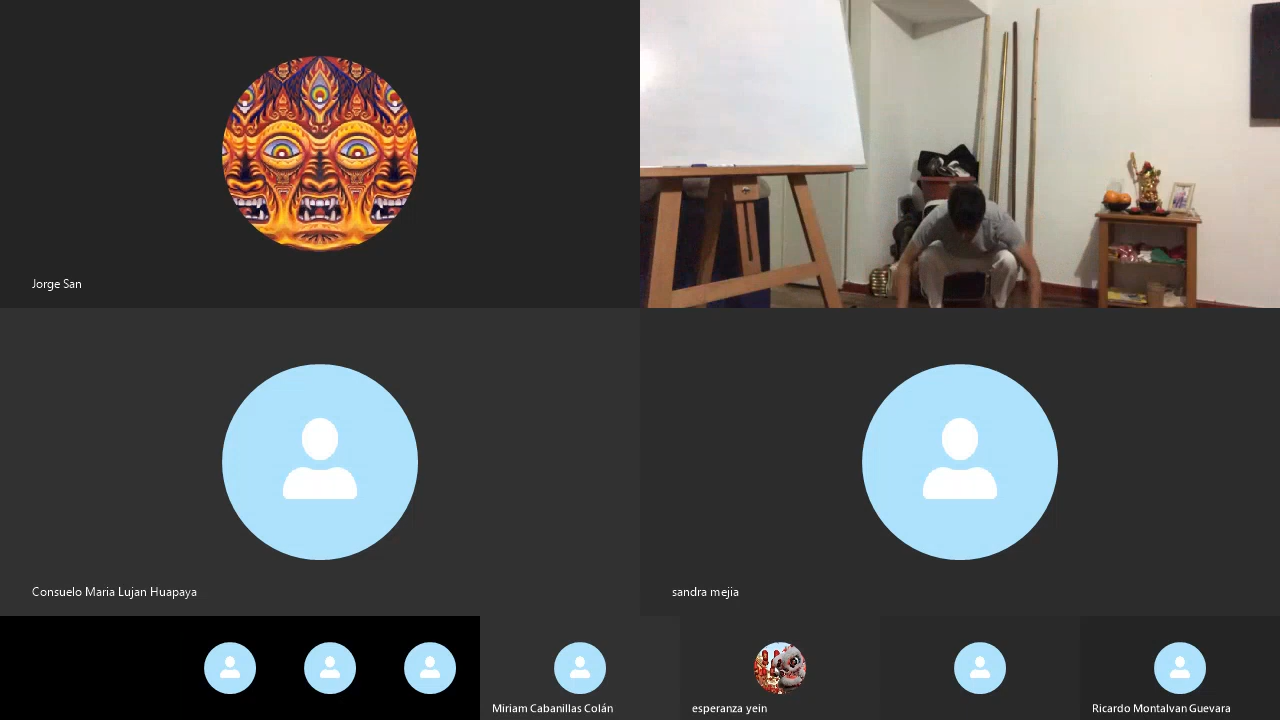 Jorge San
Consuelo Maria Lujan Huapaya
sandra mejia
Miriam Cabanillas Colán
esperanza yein
Ricardo Montalvan Guevara